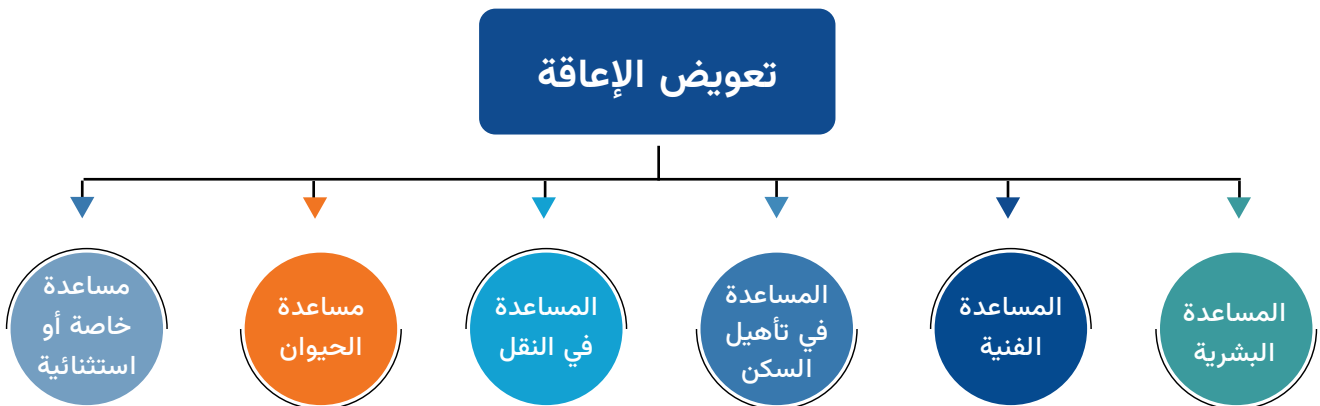 تعويض الإعاقة
المساعدة
البشرية
المساعدة
الفنية
المساعدة
في تأهيل
السكن
المساعدة
في النقل
مساعدة
الحيوان
مساعدة
خاصة أو
استثنائية